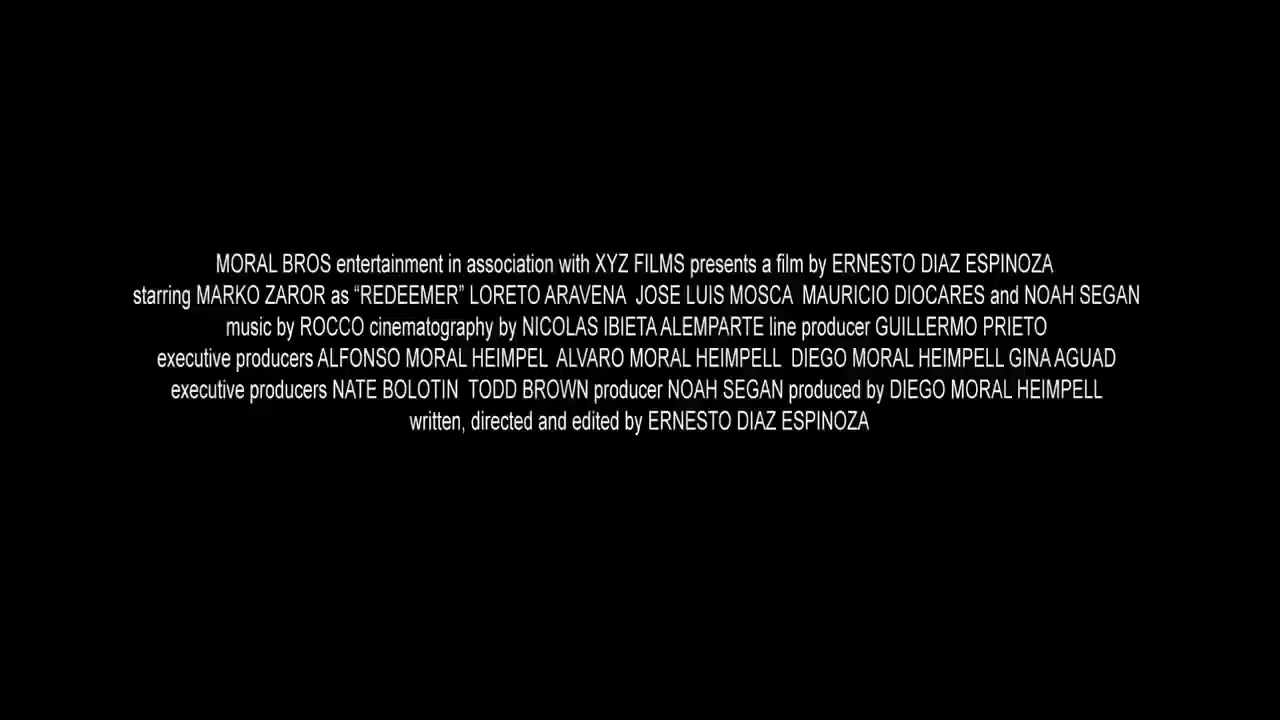 MORAL BROS entertainment in association with XYZ FILMS presents a film by ERNESTO DIAZ ESPINOZA
starring MARKO ZAROR as “REDEEMER” LORETO ARAVENA JOSE LUIS MOSCA MAURICIO DIOCARES and NOAH SEGAN
music by ROCCO cinematography by NICOLAS IBIETA ALEMPARTE line producer GUILLERMO PRIETO
executive producers ALFONSO MORAL HEIMPEL ALVARO MORAL HEIMPELL DIEGO MORAL HEIMPELL GINA AGUAD
executive producers NATE BOLOTIN TODD BROWN producer NOAH SEGAN produced by DIEGO MORAL HEIMPELL
written, directed and edited by ERNESTO DIAZ ESPINOZA